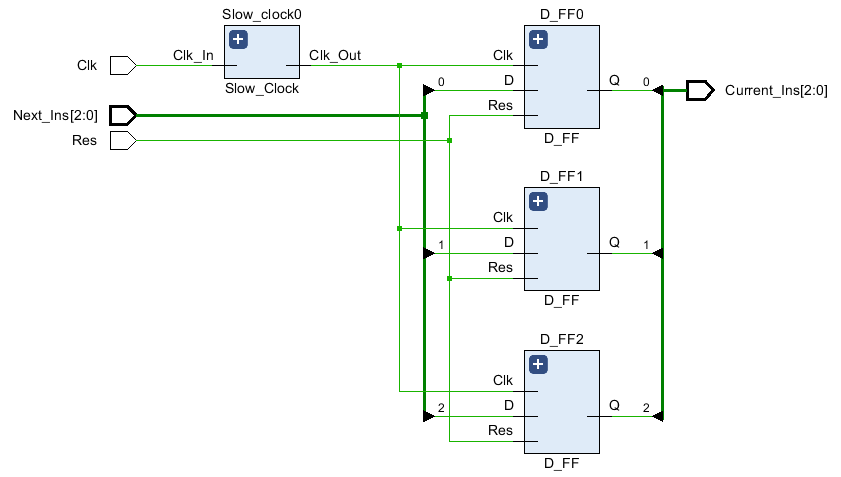 Slow_clock0
Clk
Clk_In
Clk_Out
Slow_Clock
Next_Ins[2:0]
Res
D_FF0
Clk
0
D
Res
Q
0
Current_Ins[2:0]
D_FF
D_FF1
Clk
1
D
Res
Q
1
D_FF
D_FF2
Clk
2
D
Res
Q
2
D_FF